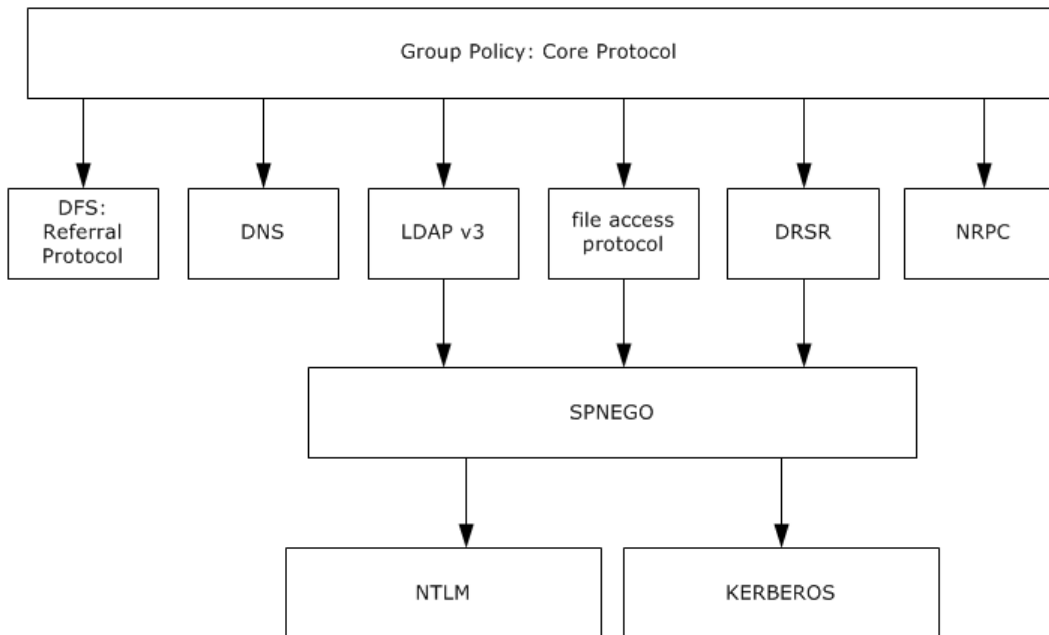 Group Policy: Core Protocol
DFS:
Referral
Protocol
DNS
LDAP v3
file access
protocol
DRSR
NRPC
SPNEGO
NTLM
KERBEROS